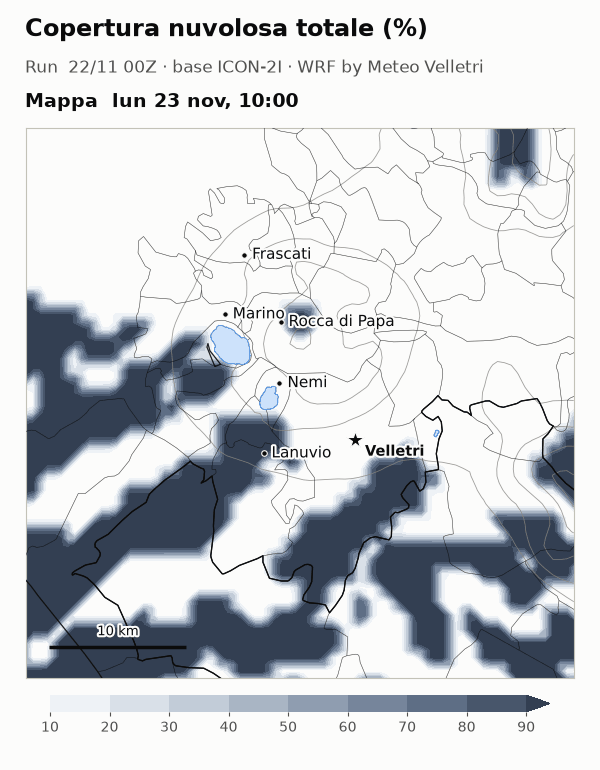 Copertura nuvolosa totale (%)
Run  22/11 00Z · base ICON-2I · WRF by Meteo Velletri
Mappa  lun 23 nov, 10:00
Frascati
Marino
Rocca di Papa
Nemi
Velletri
Lanuvio
10 km
10 20 30 40 50 60 70 80 90